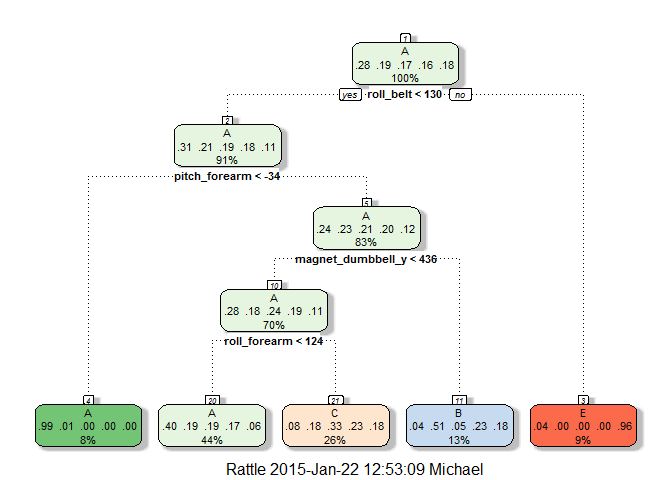 1
A
.28 .19 .17 .16 .18
100%
yes roll_belt < 130 no
2
A
.31 .21 .19 .18 .11
91%
pitch_forearm < -34
5
A
.24 .23 .21 .20 .12
83%
magnet_dumbbell_y < 436
10
A
.28 .18 .24 .19 .11
70%
roll_forearm < 124
4
A
.99 .01 .00 .00 .00
8%
20
A
.40 .19 .19 .17 .06
44%
21
C
.08 .18 .33 .23 .18
26%
11
B
.04 .51 .05 .23 .18
13%
3
E
.04 .00 .00 .00 .96
9%
Rattle 2015-Jan-22 12:53:09 Michael